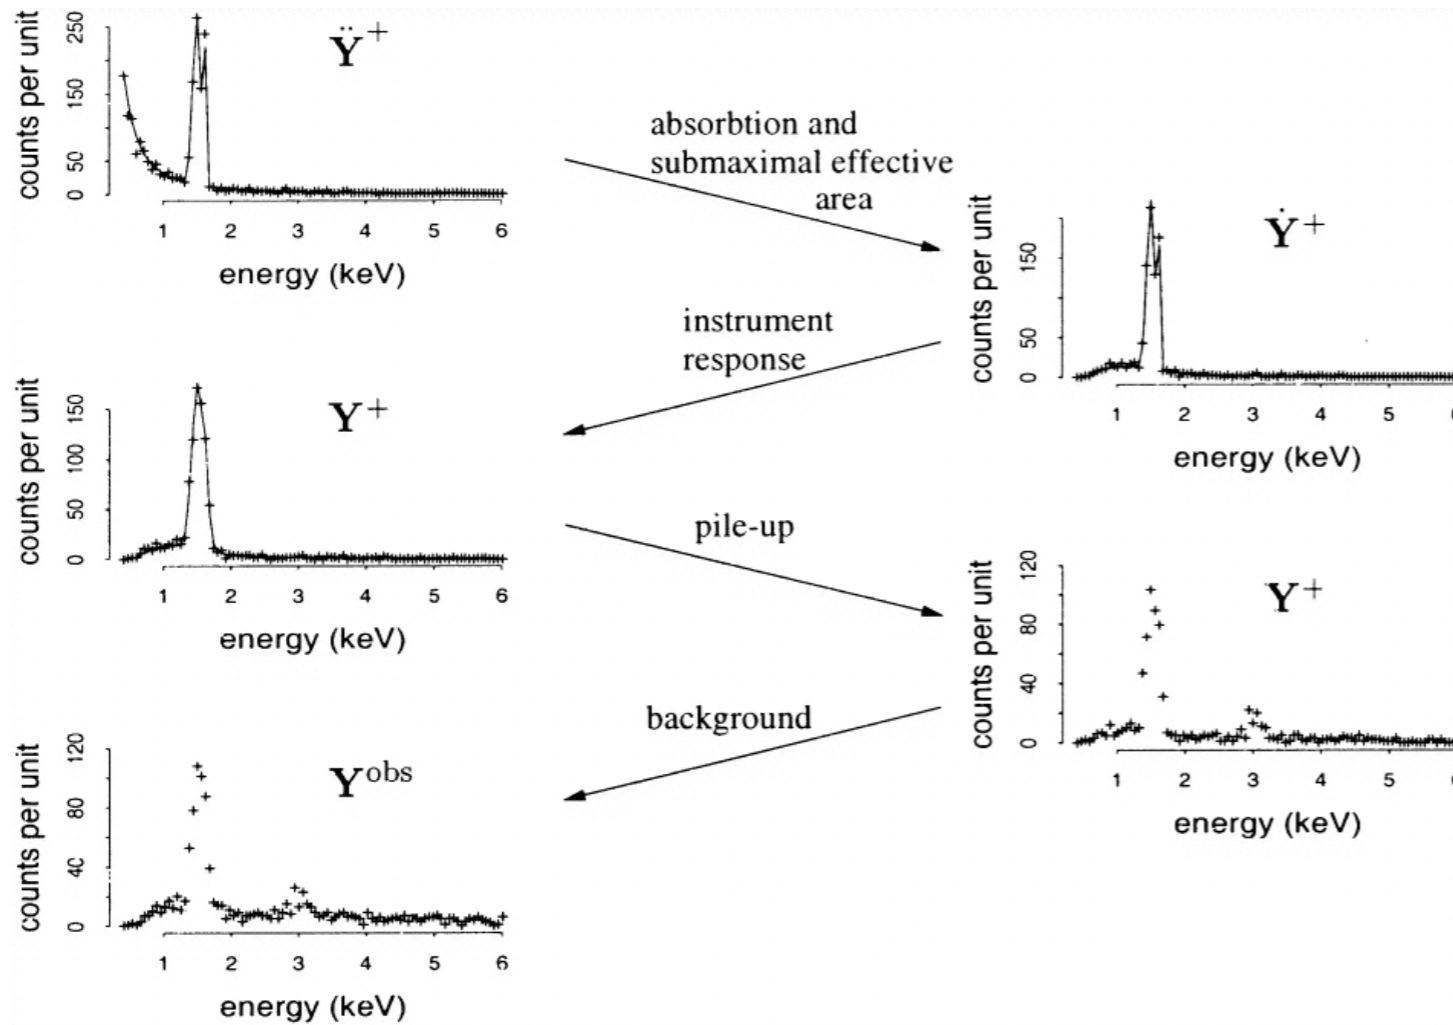 counts per unit
0 50 150 250
Ÿ+
1 2 3 4 5 6
energy (keV)
absorbtion and
submaximal effective
area
counts per unit
0 50 150
Ẏ+
1 2 3 4 5
energy (keV)
instrument
response
counts per unit
0 50 100 150
Y+
1 2 3 4 5 6
energy (keV)
pile-up
counts per unit
0 40 80 120
Y+
1 2 3 4 5
energy (keV)
background
counts per unit
0 40 80 120
Yobs
1 2 3 4 5 6
energy (keV)